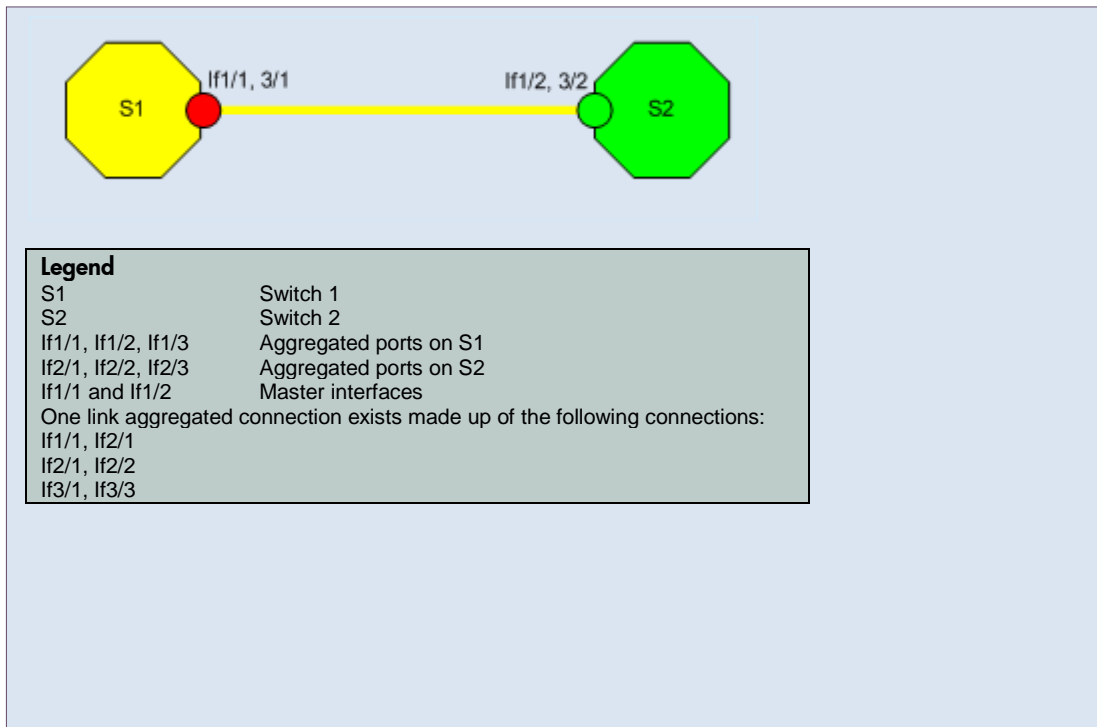 If1/1, 3/1
If1/2, 3/2
S1
S2
Legend
S1 Switch 1
S2 Switch 2
If1/1, If1/2, If1/3 Aggregated ports on S1
If2/1, If2/2, If2/3 Aggregated ports on S2
If1/1 and If1/2 Master interfaces
One link aggregated connection exists made up of the following connections:
If1/1, If2/1
If2/1, If2/2
If3/1, If3/3